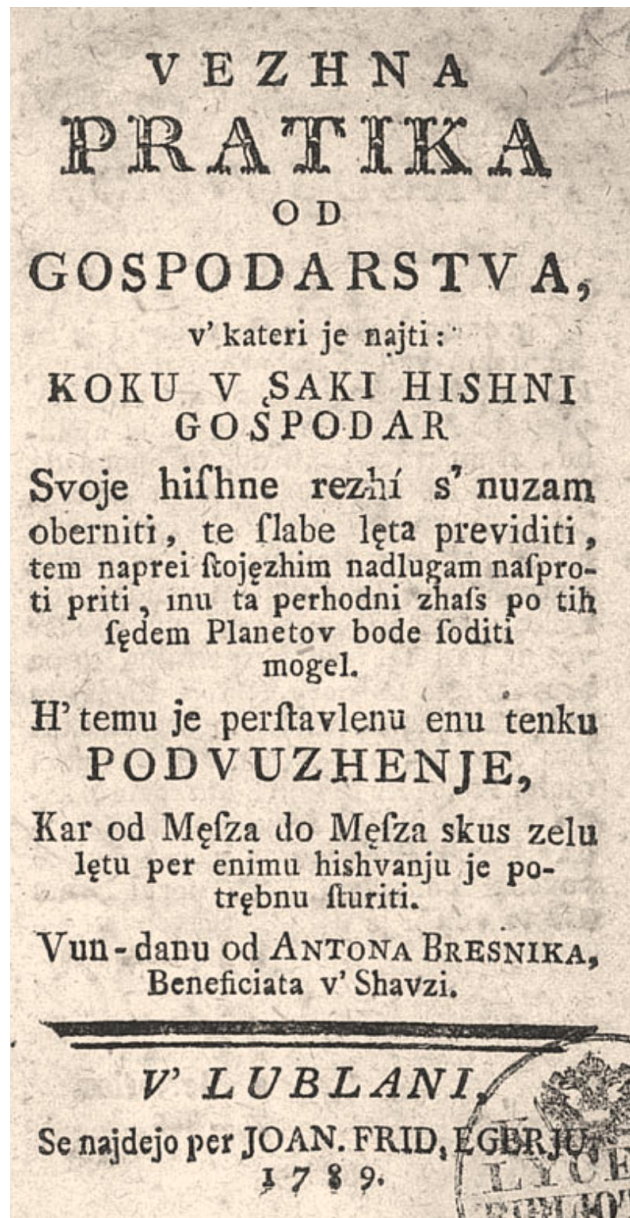 VEZHNA
PRATIKA
OD
GOSPODARSTVA,
v' kateri je najti:
KOKU V SAKI HISHNI
GOSPODAR
Svoje hiſhne rezhí s' nuzam
oberniti, te ſlabe lęta previditi,
tem naprei ſtojęzhim nadlugam naſpro-
ti priti, inu ta perhodni zhaſs po tih
ſędem Planetov bode ſoditi
mogel.
H' temu je perſtavlenu enu tenku
PODVUZHENJE,
Kar od Męſza do Męſza skus zelu
lętu per enimu hishvanju je po-
trębnu ſturiti.
Vun-danu od ANTONA BRESNIKA,
Beneficiata v' Shavzi.
V' LUBLANI,
Se najdejo per JOAN. FRID. EGERJU.
1789.
LYCE